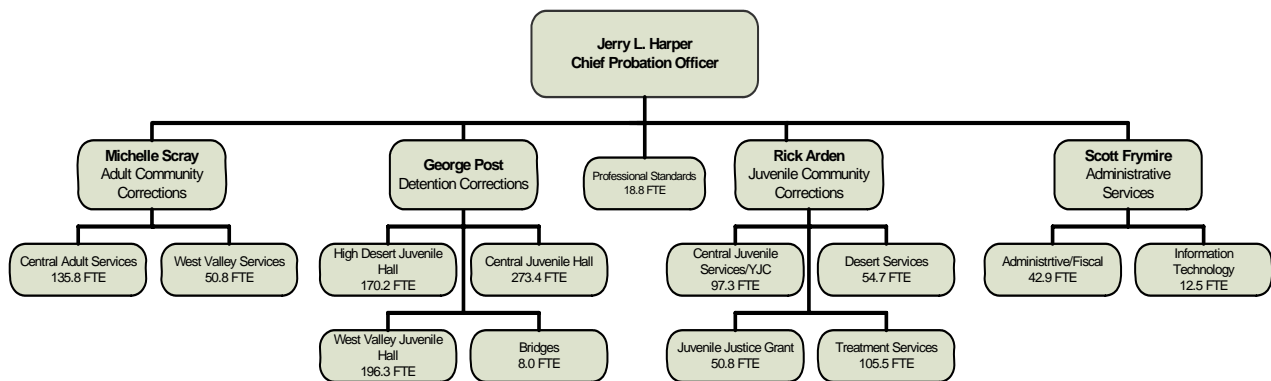 Jerry L. Harper
Chief Probation Officer
Michelle Scray
Adult Community
Corrections
George Post
Detention Corrections
Professional Standards
18.8 FTE
Rick Arden
Juvenile Community
Corrections
Scott Frymire
Administrative
Services
Central Adult Services
135.8 FTE
West Valley Services
50.8 FTE
High Desert Juvenile
Hall
170.2 FTE
Central Juvenile Hall
273.4 FTE
Central Juvenile
Services/YJC
97.3 FTE
Desert Services
54.7 FTE
Administrtive/Fiscal
42.9 FTE
Information
Technology
12.5 FTE
West Valley Juvenile
Hall
196.3 FTE
Bridges
8.0 FTE
Juvenile Justice Grant
50.8 FTE
Treatment Services
105.5 FTE